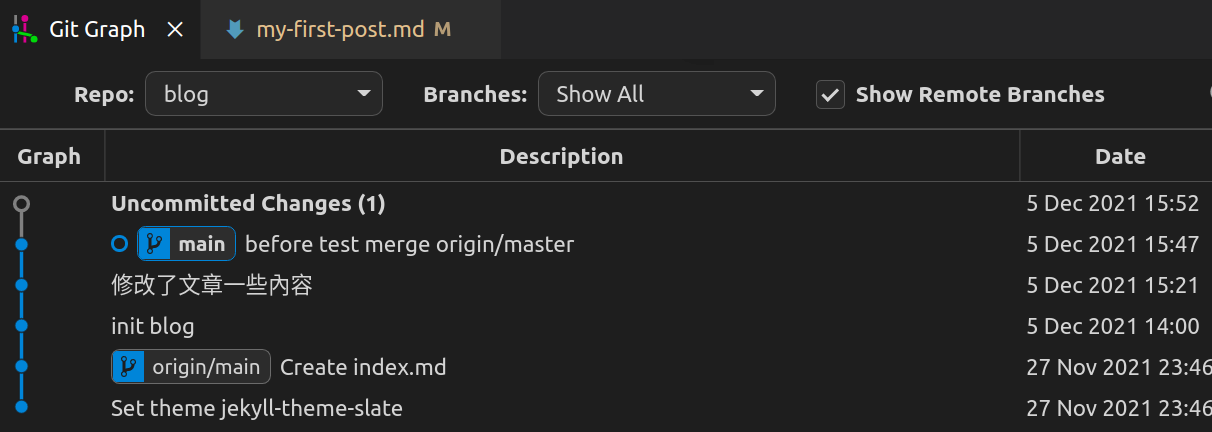 Git Graph my-first-post.md M
Repo: blog Branches: Show All Show Remote Branches
Graph Description Date
Uncommitted Changes (1) 5 Dec 2021 15:52
main before test merge origin/master 5 Dec 2021 15:47
修改了文章一些內容 5 Dec 2021 15:21
init blog 5 Dec 2021 14:00
origin/main Create index.md 27 Nov 2021 23:46
Set theme jekyll-theme-slate 27 Nov 2021 23:46